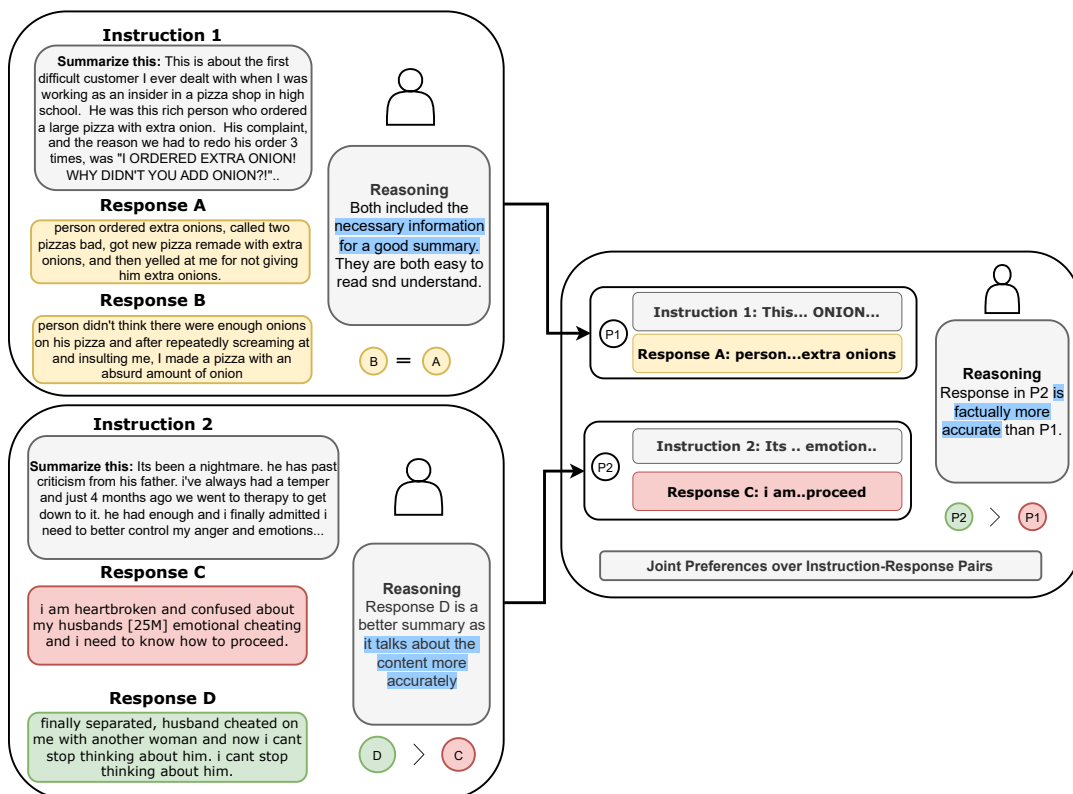 Instruction 1
Summarize this: This is about the first
difficult customer I ever dealt with when I was
working as an insider in a pizza shop in high
school.  He was this rich person who ordered
a large pizza with extra onion.  His complaint,
and the reason we had to redo his order 3
times, was "I ORDERED EXTRA ONION!
WHY DIDN'T YOU ADD ONION?!"..
Response A
person ordered extra onions, called two
pizzas bad, got new pizza remade with extra
onions, and then yelled at me for not giving
him extra onions.
Response B
person didn't think there were enough onions
on his pizza and after repeatedly screaming at
and insulting me, I made a pizza with an
absurd amount of onion
Reasoning
Both included the
necessary information
for a good summary.
They are both easy to
read snd understand.
B = A
Instruction 2
Summarize this: Its been a nightmare. he has past
criticism from his father. i've always had a temper
and just 4 months ago we went to therapy to get
down to it. he had enough and i finally admitted i
need to better control my anger and emotions...
Response C
i am heartbroken and confused about
my husbands [25M] emotional cheating
and i need to know how to proceed.
Response D
finally separated, husband cheated on
me with another woman and now i cant
stop thinking about him. i cant stop
thinking about him.
Reasoning
Response D is a
better summary as
it talks about the
content more
accurately
D > C
P1
Instruction 1: This... ONION...
Response A: person...extra onions
P2
Instruction 2: Its .. emotion..
Response C: i am..proceed
Reasoning
Response in P2 is
factually more
accurate than P1.
P2 > P1
Joint Preferences over Instruction-Response Pairs